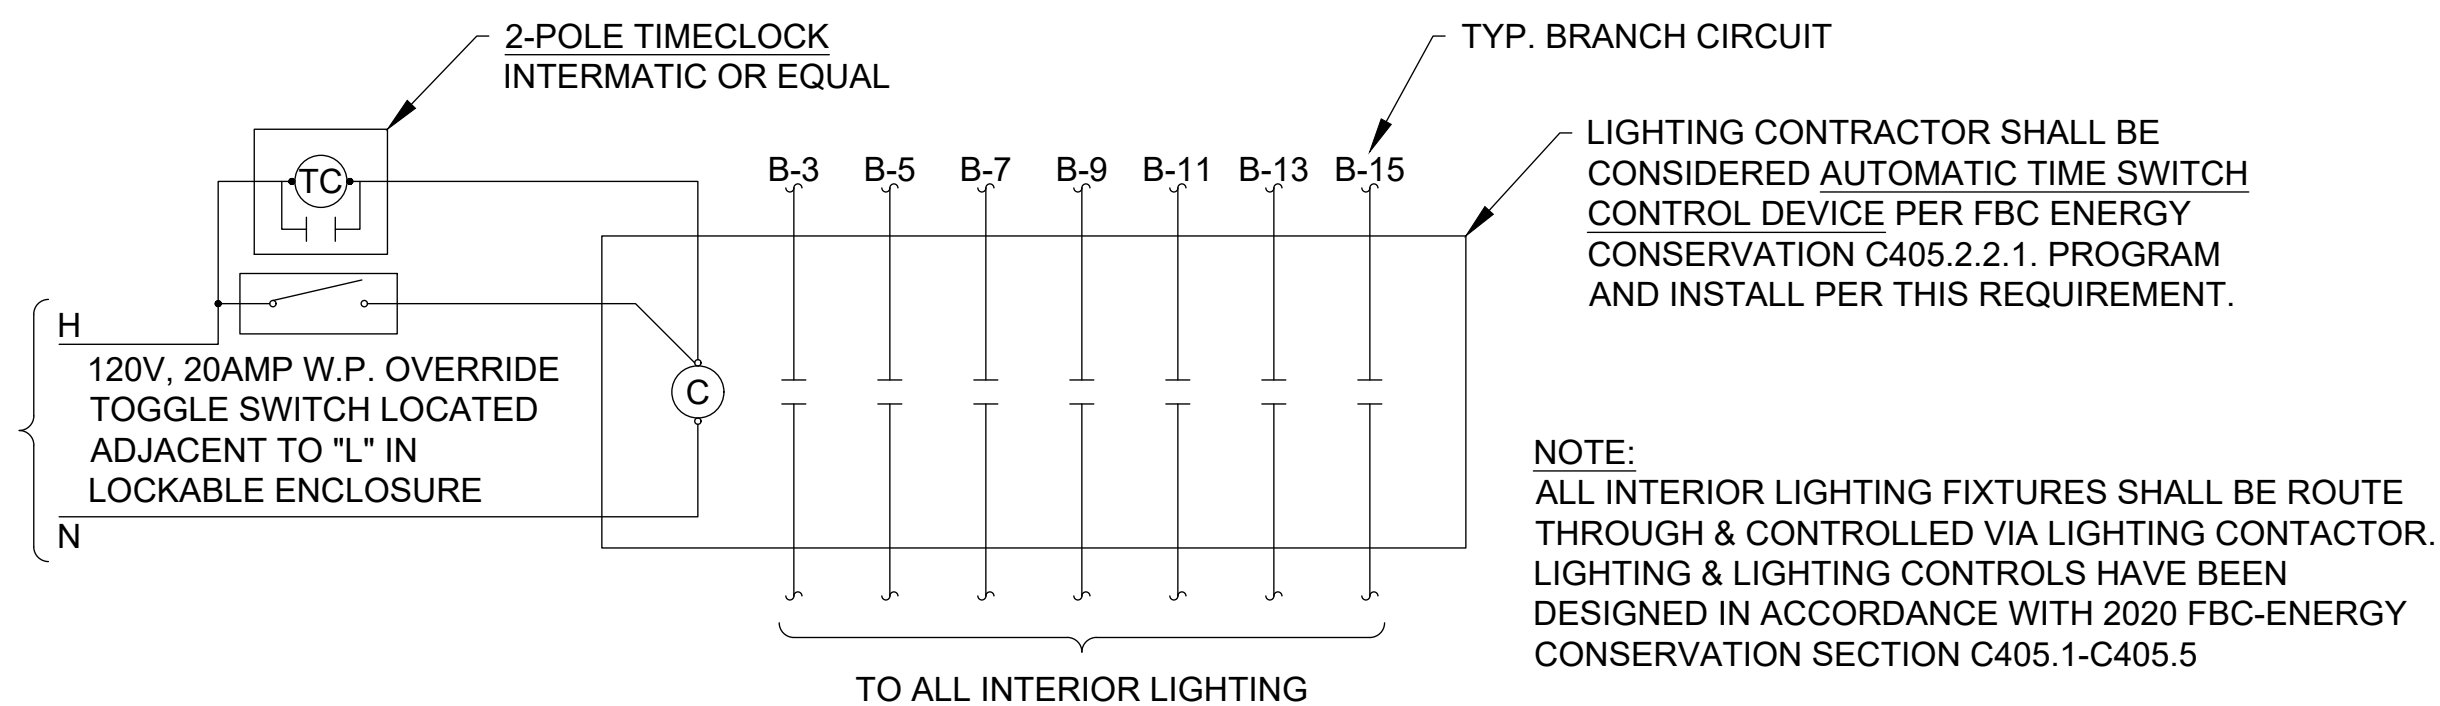 2-POLE TIMECLOCK
INTERMATIC OR EQUAL
TYP. BRANCH CIRCUIT
LIGHTING CONTRACTOR SHALL BE
CONSIDERED AUTOMATIC TIME SWITCH
CONTROL DEVICE PER FBC ENERGY
CONSERVATION C405.2.2.1. PROGRAM
AND INSTALL PER THIS REQUIREMENT.
TC
B-3 B-5 B-7 B-9 B-11 B-13 B-15
H
120V, 20AMP W.P. OVERRIDE
TOGGLE SWITCH LOCATED
ADJACENT TO "L" IN
LOCKABLE ENCLOSURE
N
C
NOTE:
ALL INTERIOR LIGHTING FIXTURES SHALL BE ROUTE
THROUGH & CONTROLLED VIA LIGHTING CONTACTOR.
LIGHTING & LIGHTING CONTROLS HAVE BEEN
DESIGNED IN ACCORDANCE WITH 2020 FBC-ENERGY
CONSERVATION SECTION C405.1-C405.5
TO ALL INTERIOR LIGHTING